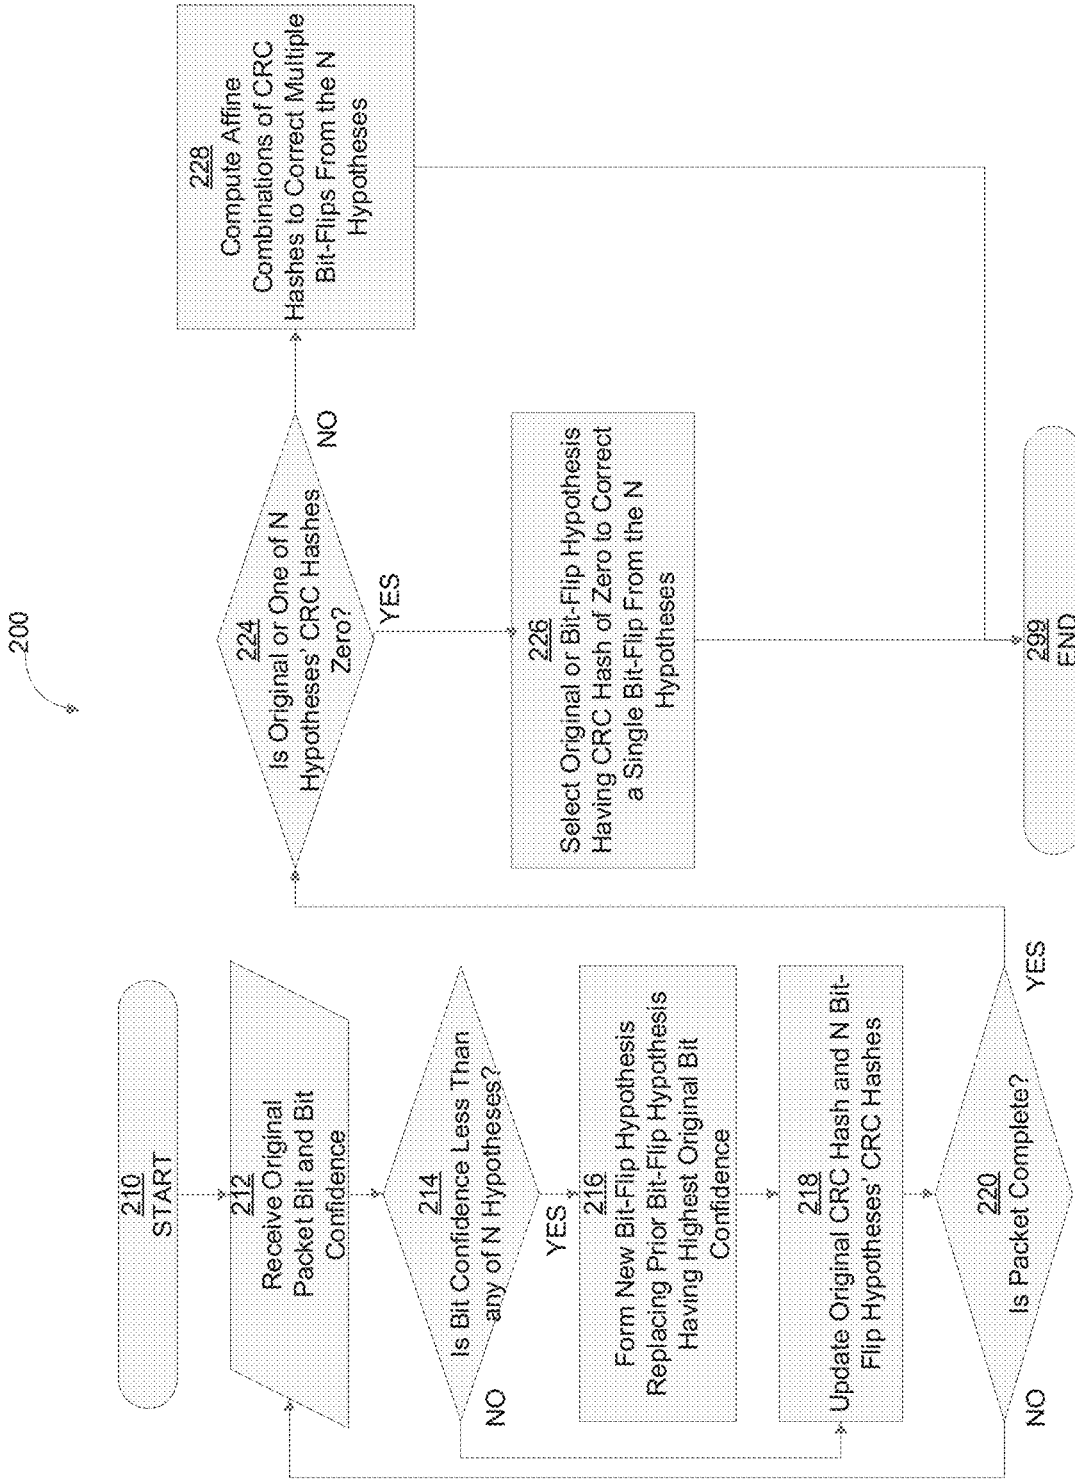 200
210
START
212
Receive Original
Packet Bit and Bit
Confidence
214
Is Bit Confidence Less Than
any of N Hypotheses?
NO
YES
216
Form New Bit-Flip Hypothesis
Replacing Prior Bit-Flip Hypothesis
Having Highest Original Bit
Confidence
218
Update Original CRC Hash and N Bit-
Flip Hypotheses' CRC Hashes
220
Is Packet Complete?
NO
YES
224
Is Original or One of N
Hypotheses' CRC Hashes
Zero?
NO
YES
226
Select Original or Bit-Flip Hypothesis
Having CRC Hash of Zero to Correct
a Single Bit-Flip From the N
Hypotheses
228
Compute Affine
Combinations of CRC
Hashes to Correct Multiple
Bit-Flips From the N
Hypotheses
299
END